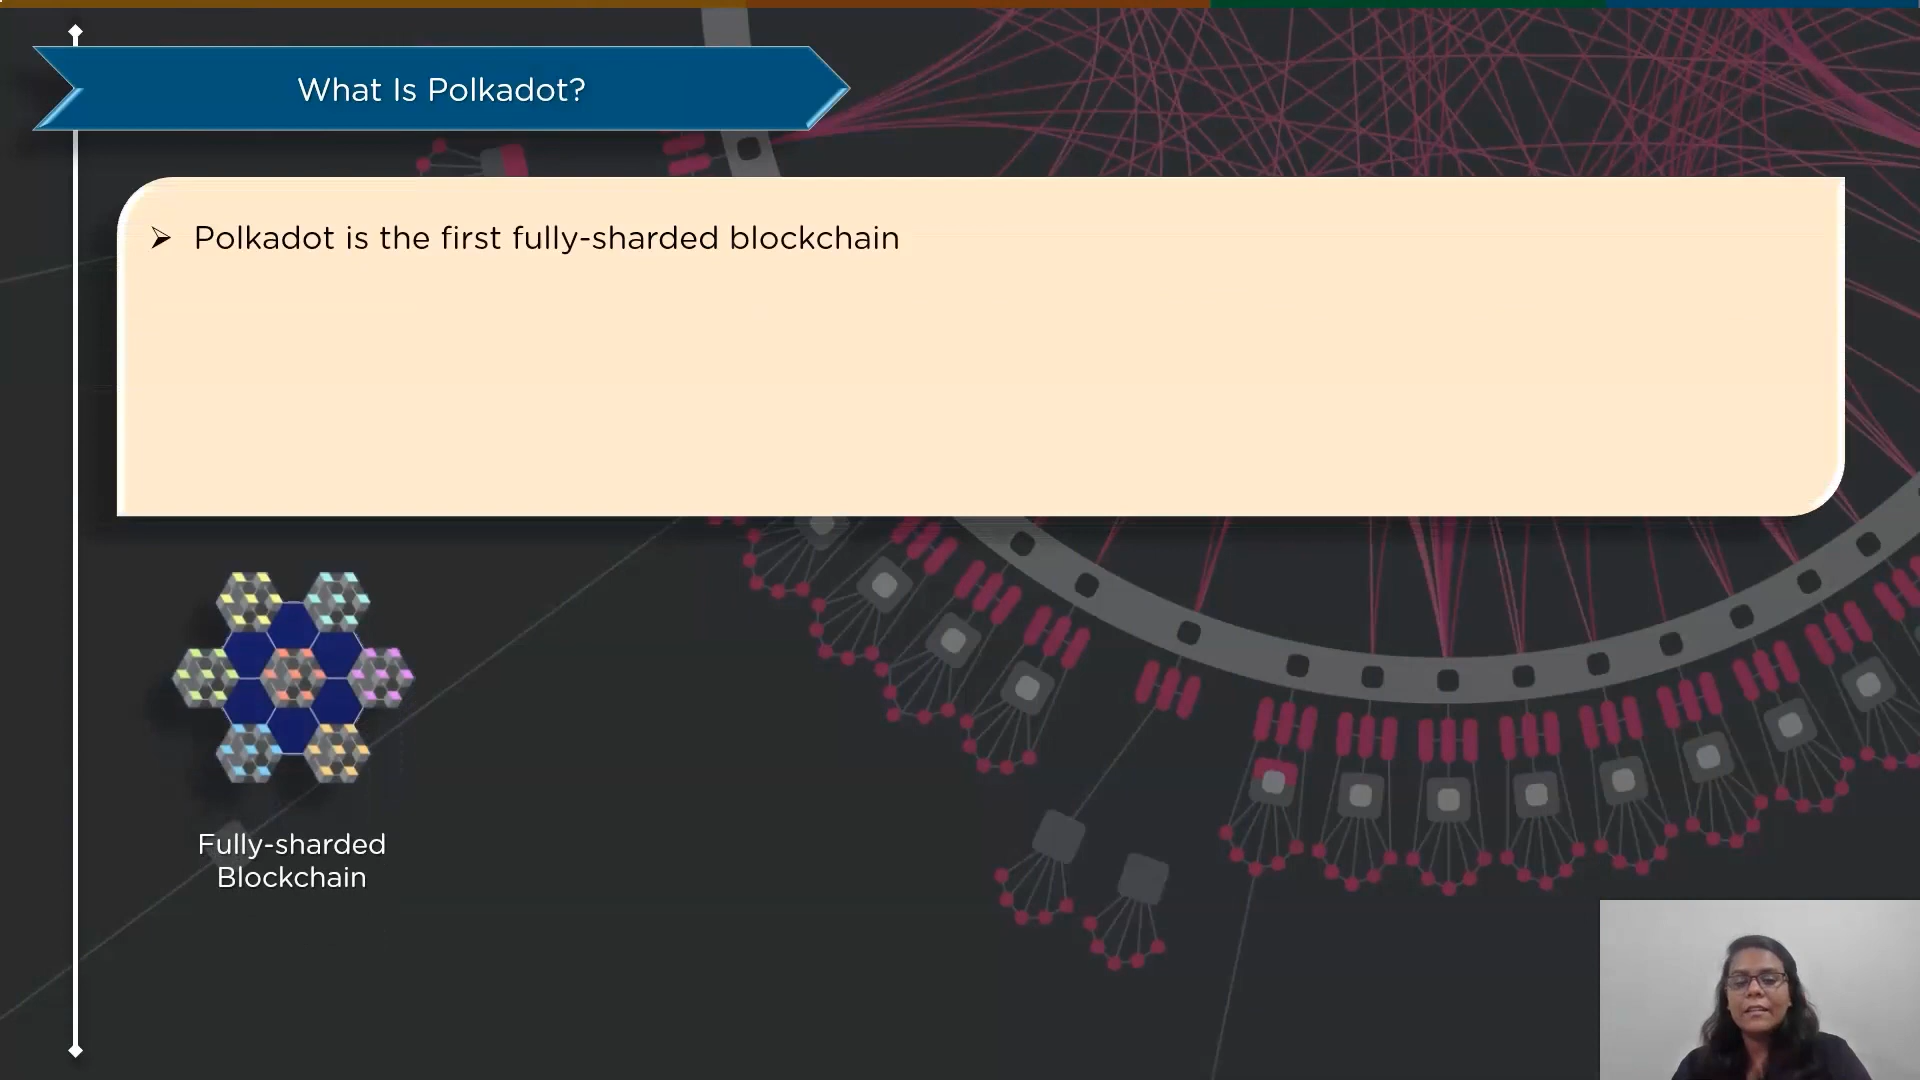 What Is Polkadot?
➢ Polkadot is the first fully-sharded blockchain
Fully-sharded
Blockchain